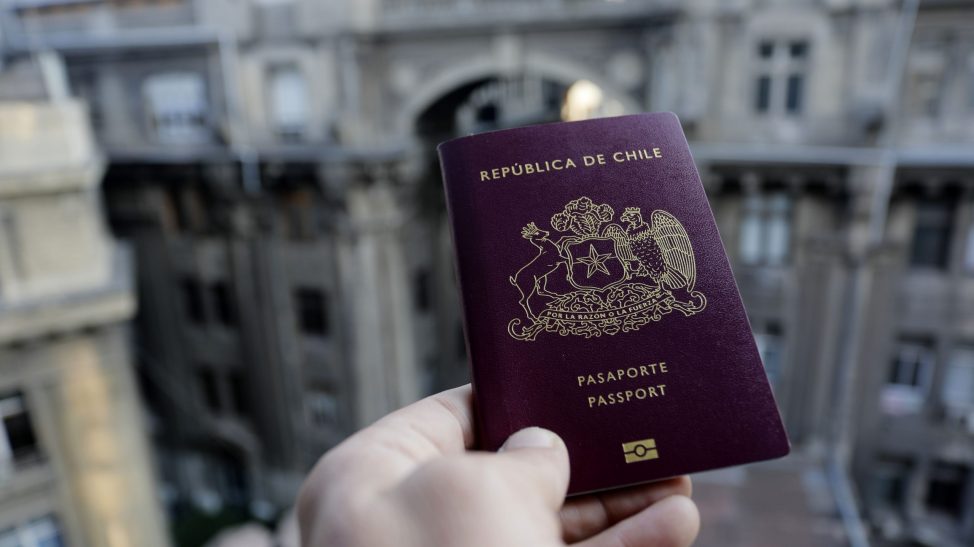 REPÚBLICA DE CHILE
POR LA RAZÓN O LA FUERZA
PASAPORTE
PASSPORT